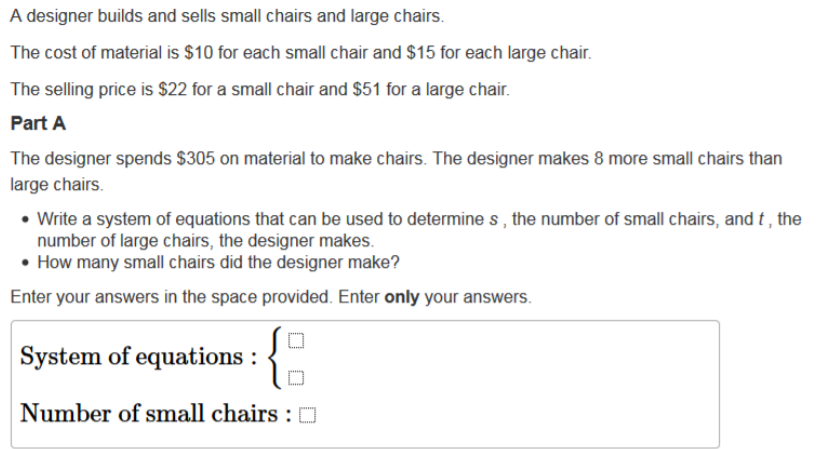 A designer builds and sells small chairs and large chairs.
The cost of material is $10 for each small chair and $15 for each large chair.
The selling price is $22 for a small chair and $51 for a large chair.
Part A
The designer spends $305 on material to make chairs. The designer makes 8 more small chairs than
large chairs.
• Write a system of equations that can be used to determine s , the number of small chairs, and t , the
number of large chairs, the designer makes.
• How many small chairs did the designer make?
Enter your answers in the space provided. Enter only your answers.
System of equations : {
Number of small chairs :